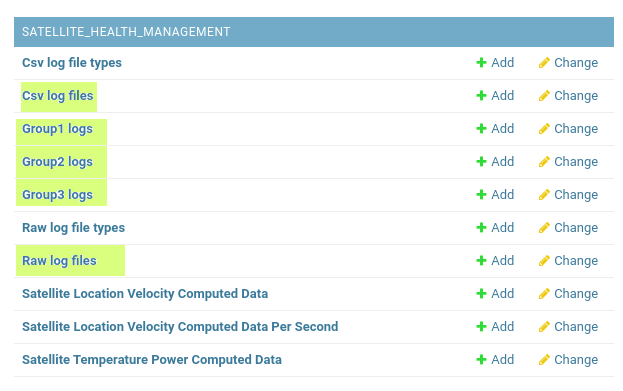 SATELLITE_HEALTH_MANAGEMENT
Csv log file types Add Change
Csv log files Add Change
Group1 logs Add Change
Group2 logs Add Change
Group3 logs Add Change
Raw log file types Add Change
Raw log files Add Change
Satellite Location Velocity Computed Data Add Change
Satellite Location Velocity Computed Data Per Second Add Change
Satellite Temperature Power Computed Data Add Change